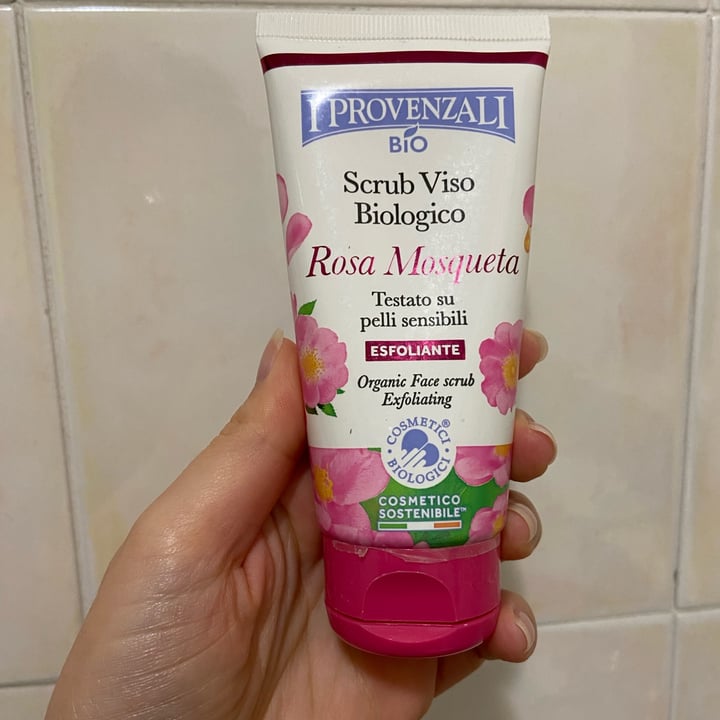 I PROVENZALI
BIO
Scrub Viso
Biologico
Rosa Mosqueta
Testato su
pelli sensibili
ESFOLIANTE
Organic Face scrub
Exfoliating
COSMETICI®
BIOLOGICI
COSMETICO
SOSTENIBILE™